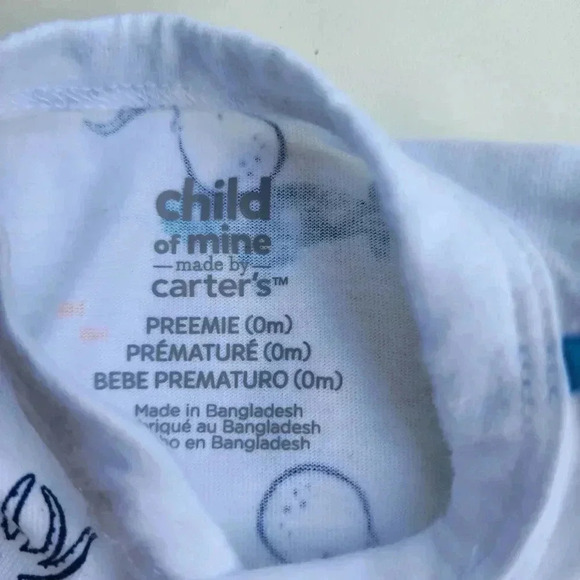 child
of mine
made by
carter's™
PREEMIE (0m)
PRÉMATURÉ (0m)
BEBE PREMATURO (0m)
Made in Bangladesh
au Bangladesh
en Bangladesh